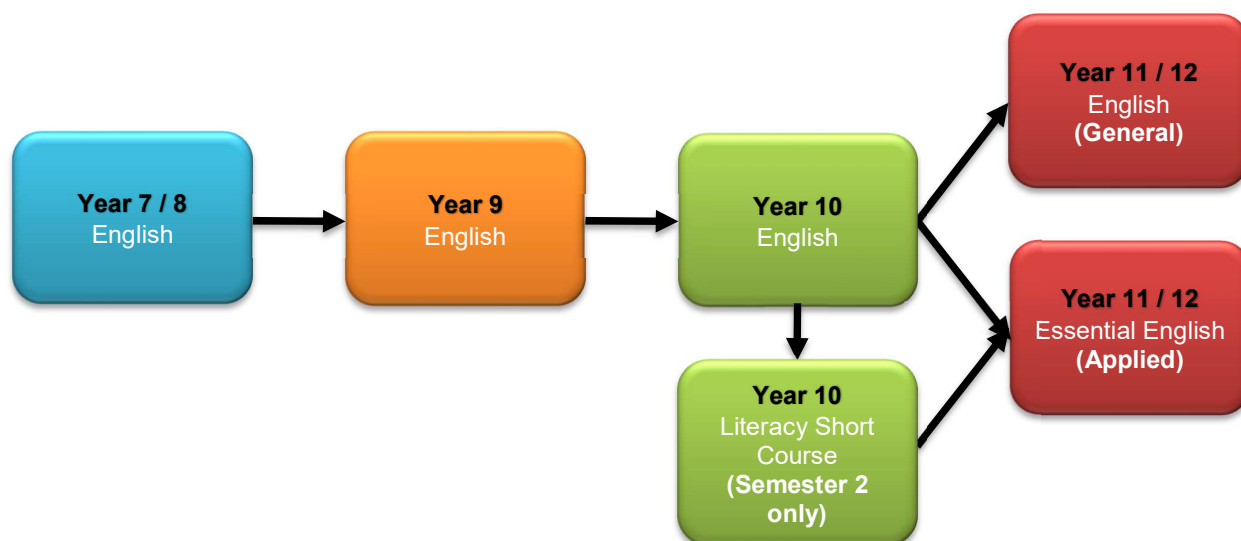 Year 7 / 8
English
Year 9
English
Year 10
English
Year 10
Literacy Short
Course
(Semester 2
only)
Year 11 / 12
English
(General)
Year 11 / 12
Essential English
(Applied)